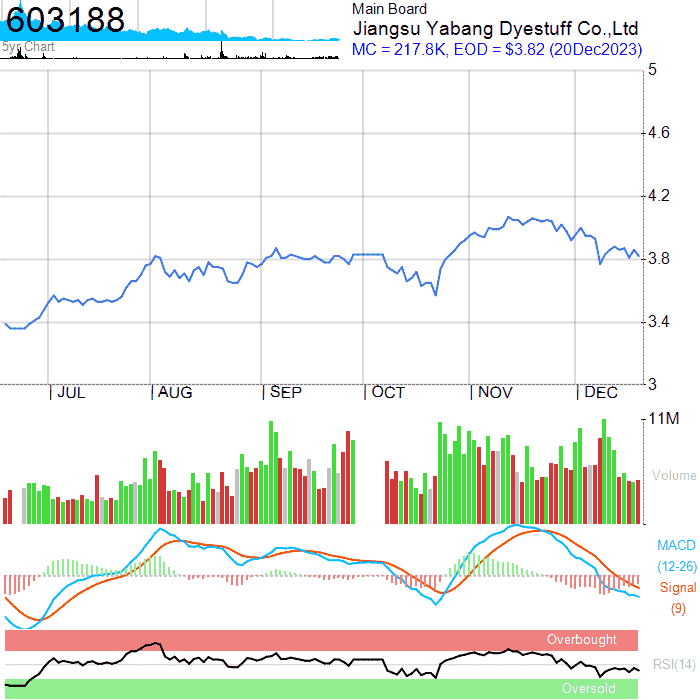 603188
5yr Chart
Main Board
Jiangsu Yabang Dyestuff Co.,Ltd
MC = 217.8K, EOD = $3.82 (20Dec2023)
5
4.6
4.2
3.8
3.4
3
JUL AUG SEP OCT NOV DEC
11M
Volume
MACD
(12-26)
Signal
(9)
Overbought
RSI(14)
Oversold